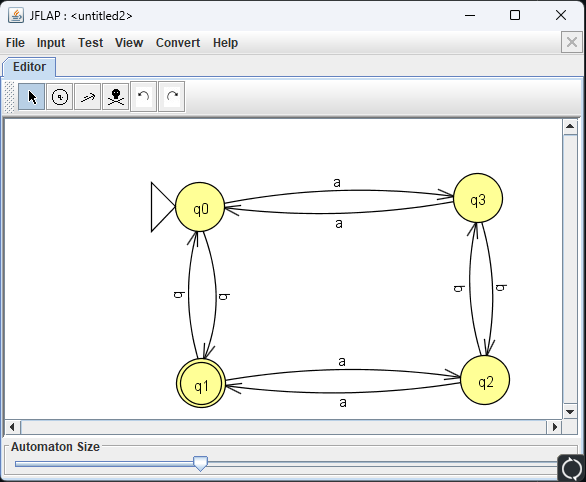 JFLAP : <untitled2>
File Input Test View Convert Help
Editor
a
q0
q3
a
b
b
b
b
a
q1
q2
a
Automaton Size